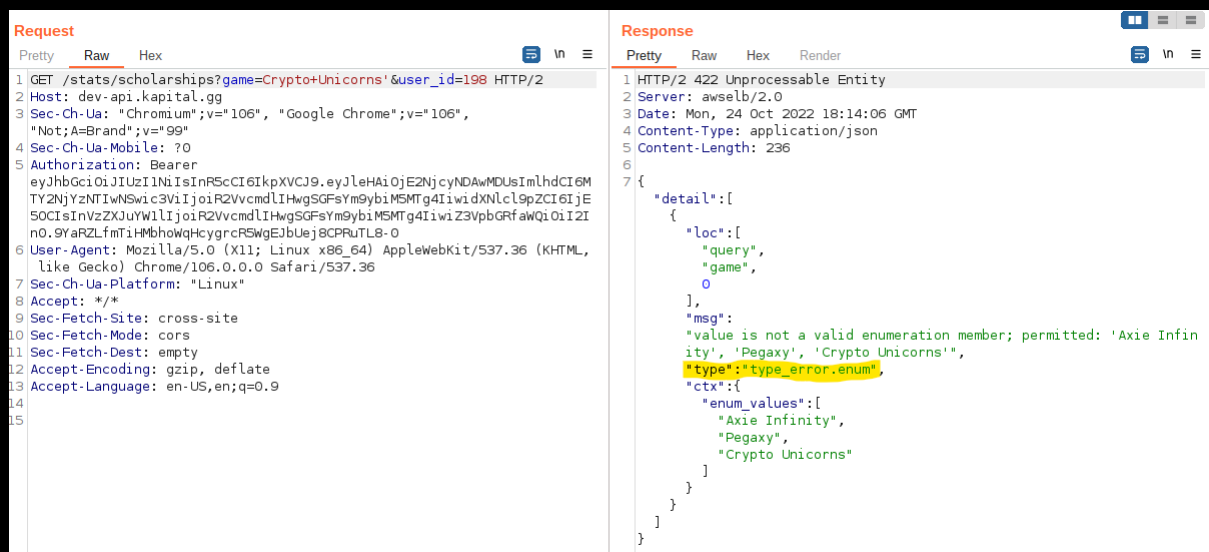 Request
Pretty Raw Hex \n
1 GET /stats/scholarships?game=Crypto+Unicorns'&user_id=198 HTTP/2
2 Host: dev-api.kapital.gg
3 Sec-Ch-Ua: "Chromium";v="106", "Google Chrome";v="106",
"Not;A=Brand";v="99"
4 Sec-Ch-Ua-Mobile: ?0
5 Authorization: Bearer
eyJhbGciOiJIUzI1NiIsInR5cCI6IkpXVCJ9.eyJleHAiOjE2NjcyNDAwMDUsImlhdCI6M
TY2NjYzNTIwNSwic3ViIjoiR2VvcmdlIHwgSGFsYm9ybiM5MTg4IiwidXNlcl9pZCI6IjE
5OCIsInVzZXJuYW1lIjoiR2VvcmdlIHwgSGFsYm9ybiM5MTg4IiwiZ3VpbGRfaWQiOiI2I
n0.9YaRZLfmTiHMbhoWqHcygrcR5WgEJbUej8CPRuTL8-0
6 User-Agent: Mozilla/5.0 (X11; Linux x86_64) AppleWebKit/537.36 (KHTML,
like Gecko) Chrome/106.0.0.0 Safari/537.36
7 Sec-Ch-Ua-Platform: "Linux"
8 Accept: */*
9 Sec-Fetch-Site: cross-site
10 Sec-Fetch-Mode: cors
11 Sec-Fetch-Dest: empty
12 Accept-Encoding: gzip, deflate
13 Accept-Language: en-US,en;q=0.9
14
15
Response
Pretty Raw Hex Render \n
1 HTTP/2 422 Unprocessable Entity
2 Server: awselb/2.0
3 Date: Mon, 24 Oct 2022 18:14:06 GMT
4 Content-Type: application/json
5 Content-Length: 236
6
7 {
"detail":[
{
"loc":[
"query",
"game",
0
],
"msg":
"value is not a valid enumeration member; permitted: 'Axie Infin
ity', 'Pegaxy', 'Crypto Unicorns'",
"type":"type_error.enum",
"ctx":{
"enum_values":[
"Axie Infinity",
"Pegaxy",
"Crypto Unicorns"
]
}
}
]
}